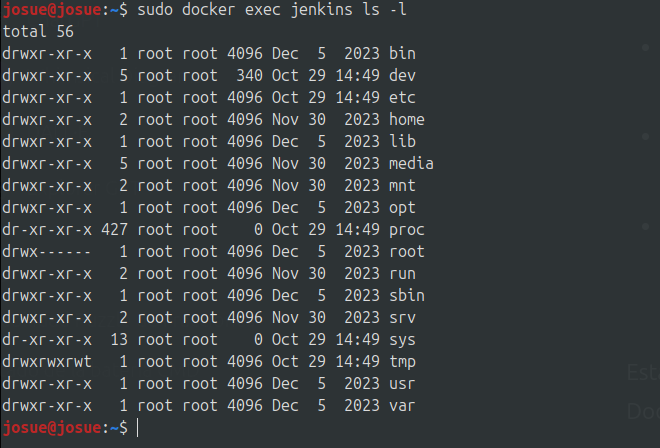 josue@josue:~$ sudo docker exec jenkins ls -l
total 56
drwxr-xr-x   1 root root 4096 Dec  5  2023 bin
drwxr-xr-x   5 root root  340 Oct 29 14:49 dev
drwxr-xr-x   1 root root 4096 Oct 29 14:49 etc
drwxr-xr-x   2 root root 4096 Nov 30  2023 home
drwxr-xr-x   1 root root 4096 Dec  5  2023 lib
drwxr-xr-x   5 root root 4096 Nov 30  2023 media
drwxr-xr-x   2 root root 4096 Nov 30  2023 mnt
drwxr-xr-x   1 root root 4096 Dec  5  2023 opt
dr-xr-xr-x 427 root root    0 Oct 29 14:49 proc
drwx------   1 root root 4096 Dec  5  2023 root
drwxr-xr-x   2 root root 4096 Nov 30  2023 run
drwxr-xr-x   1 root root 4096 Dec  5  2023 sbin
drwxr-xr-x   2 root root 4096 Nov 30  2023 srv
dr-xr-xr-x  13 root root    0 Oct 29 14:49 sys
drwxrwxrwt   1 root root 4096 Oct 29 14:49 tmp
drwxr-xr-x   1 root root 4096 Dec  5  2023 usr
drwxr-xr-x   1 root root 4096 Dec  5  2023 var
josue@josue:~$